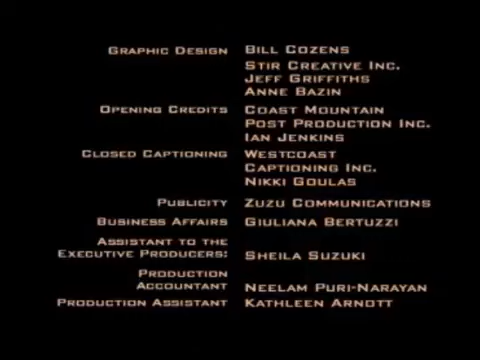 Graphic Design Bill Cozens
Stir Creative Inc.
Jeff Griffiths
Anne Bazin
Opening Credits Coast Mountain
Post Production Inc.
Ian Jenkins
Closed Captioning Westcoast
Captioning Inc.
Nikki Goulas
Publicity Zuzu Communications
Business Affairs Giuliana Bertuzzi
Assistant to the
Executive Producers: Sheila Suzuki
Production
Accountant Neelam Puri-Narayan
Production Assistant Kathleen Arnott